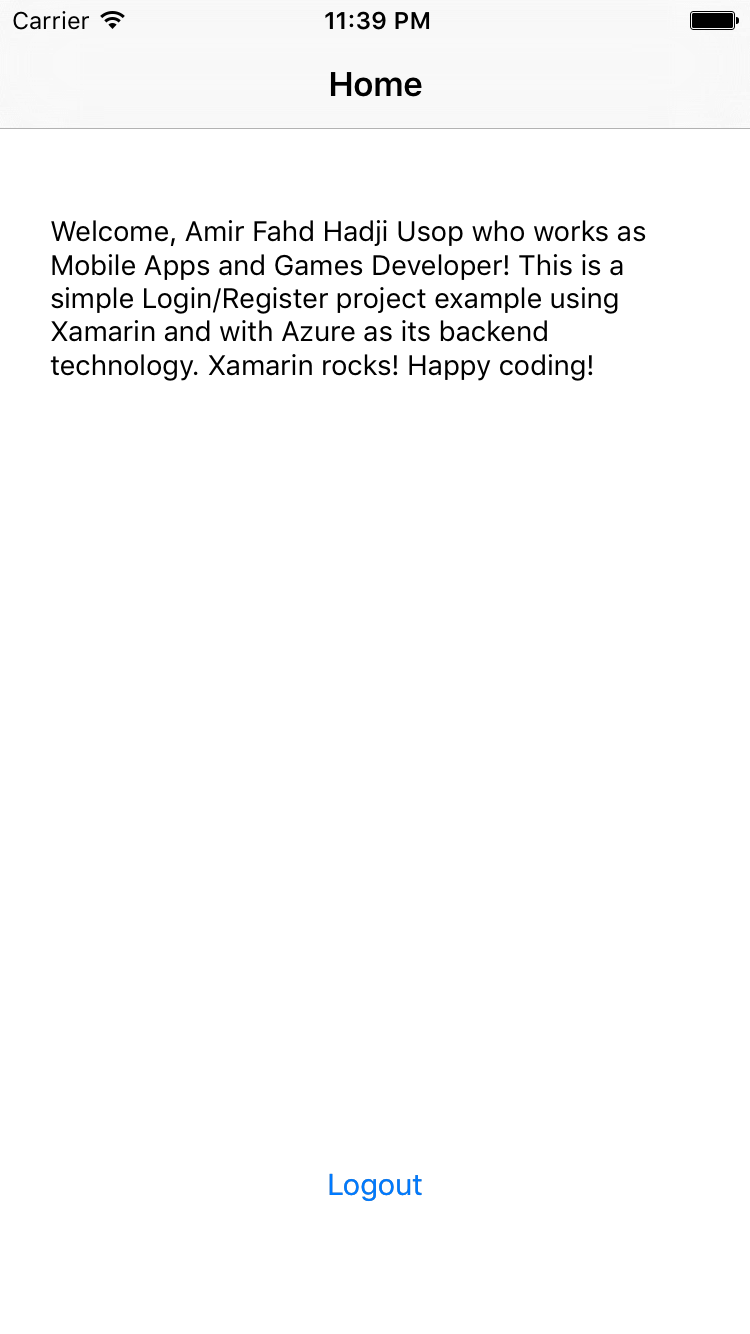 Carrier 11:39 PM
Home
Welcome, Amir Fahd Hadji Usop who works as
Mobile Apps and Games Developer! This is a
simple Login/Register project example using
Xamarin and with Azure as its backend
technology. Xamarin rocks! Happy coding!
Logout